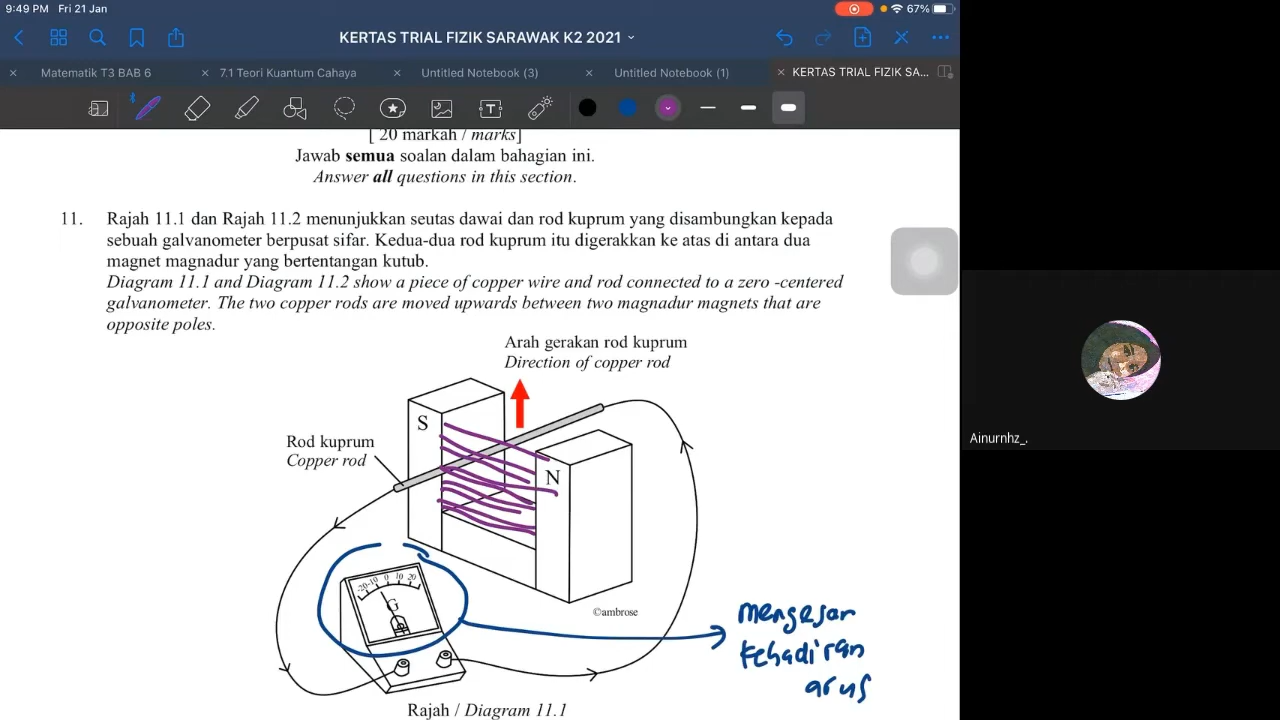 9:49 PM Fri 21 Jan 67%
KERTAS TRIAL FIZIK SARAWAK K2 2021
Matematik T3 BAB 6
7.1 Teori Kuantum Cahaya
Untitled Notebook (3)
Untitled Notebook (1)
KERTAS TRIAL FIZIK SA...
[ 20 markah / marks]
Jawab semua soalan dalam bahagian ini.
Answer all questions in this section.
11. Rajah 11.1 dan Rajah 11.2 menunjukkan seutas dawai dan rod kuprum yang disambungkan kepada
sebuah galvanometer berpusat sifar. Kedua-dua rod kuprum itu digerakkan ke atas di antara dua
magnet magnadur yang bertentangan kutub.
Diagram 11.1 and Diagram 11.2 show a piece of copper wire and rod connected to a zero -centered
galvanometer. The two copper rods are moved upwards between two magnadur magnets that are
opposite poles.
Arah gerakan rod kuprum
Direction of copper rod
S
Rod kuprum
Copper rod
N
-20 -10 0 10 20
G
©ambrose
mengesan
kehadiran
arus
Rajah / Diagram 11.1
Ainurnhz_.